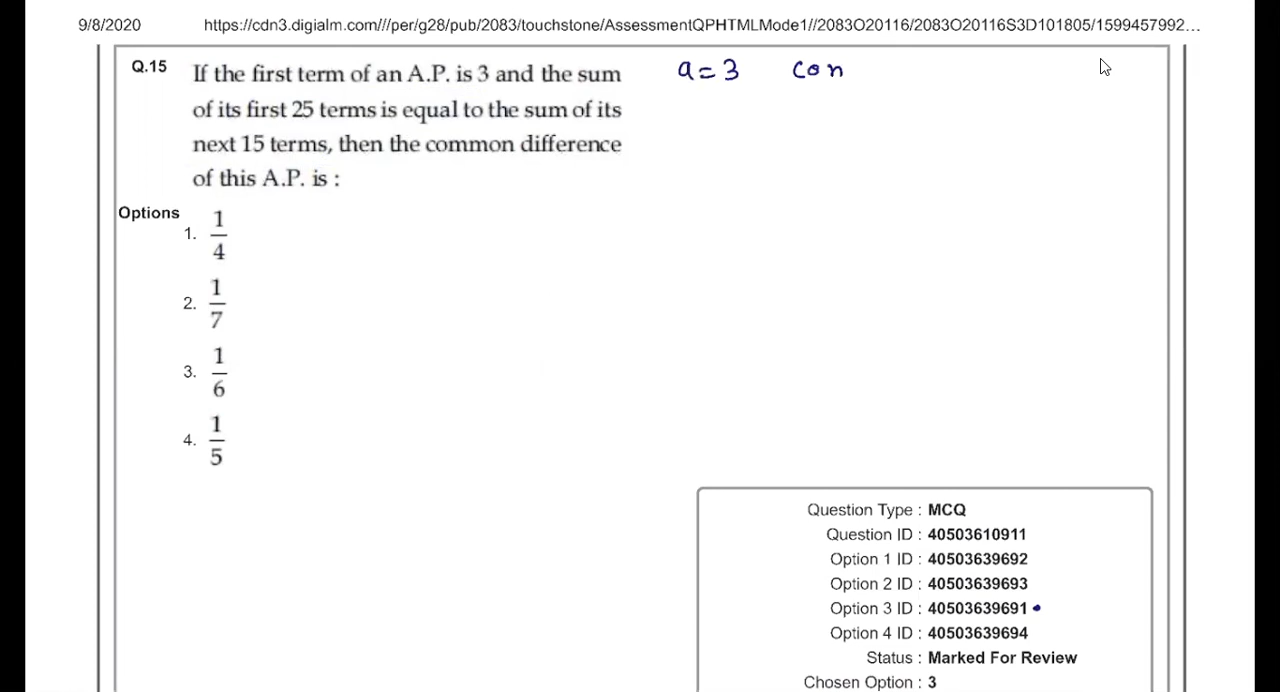 9/8/2020 https://cdn3.digialm.com///per/g28/pub/2083/touchstone/AssessmentQPHTMLMode1//2083O20116/2083O20116S3D101805/1599457992...
Q.15 If the first term of an A.P. is 3 and the sum
of its first 25 terms is equal to the sum of its
next 15 terms, then the common difference
of this A.P. is :
a=3 con
Options
1. 1/4
2. 1/7
3. 1/6
4. 1/5
Question Type : MCQ
Question ID : 40503610911
Option 1 ID : 40503639692
Option 2 ID : 40503639693
Option 3 ID : 40503639691
Option 4 ID : 40503639694
Status : Marked For Review
Chosen Option : 3